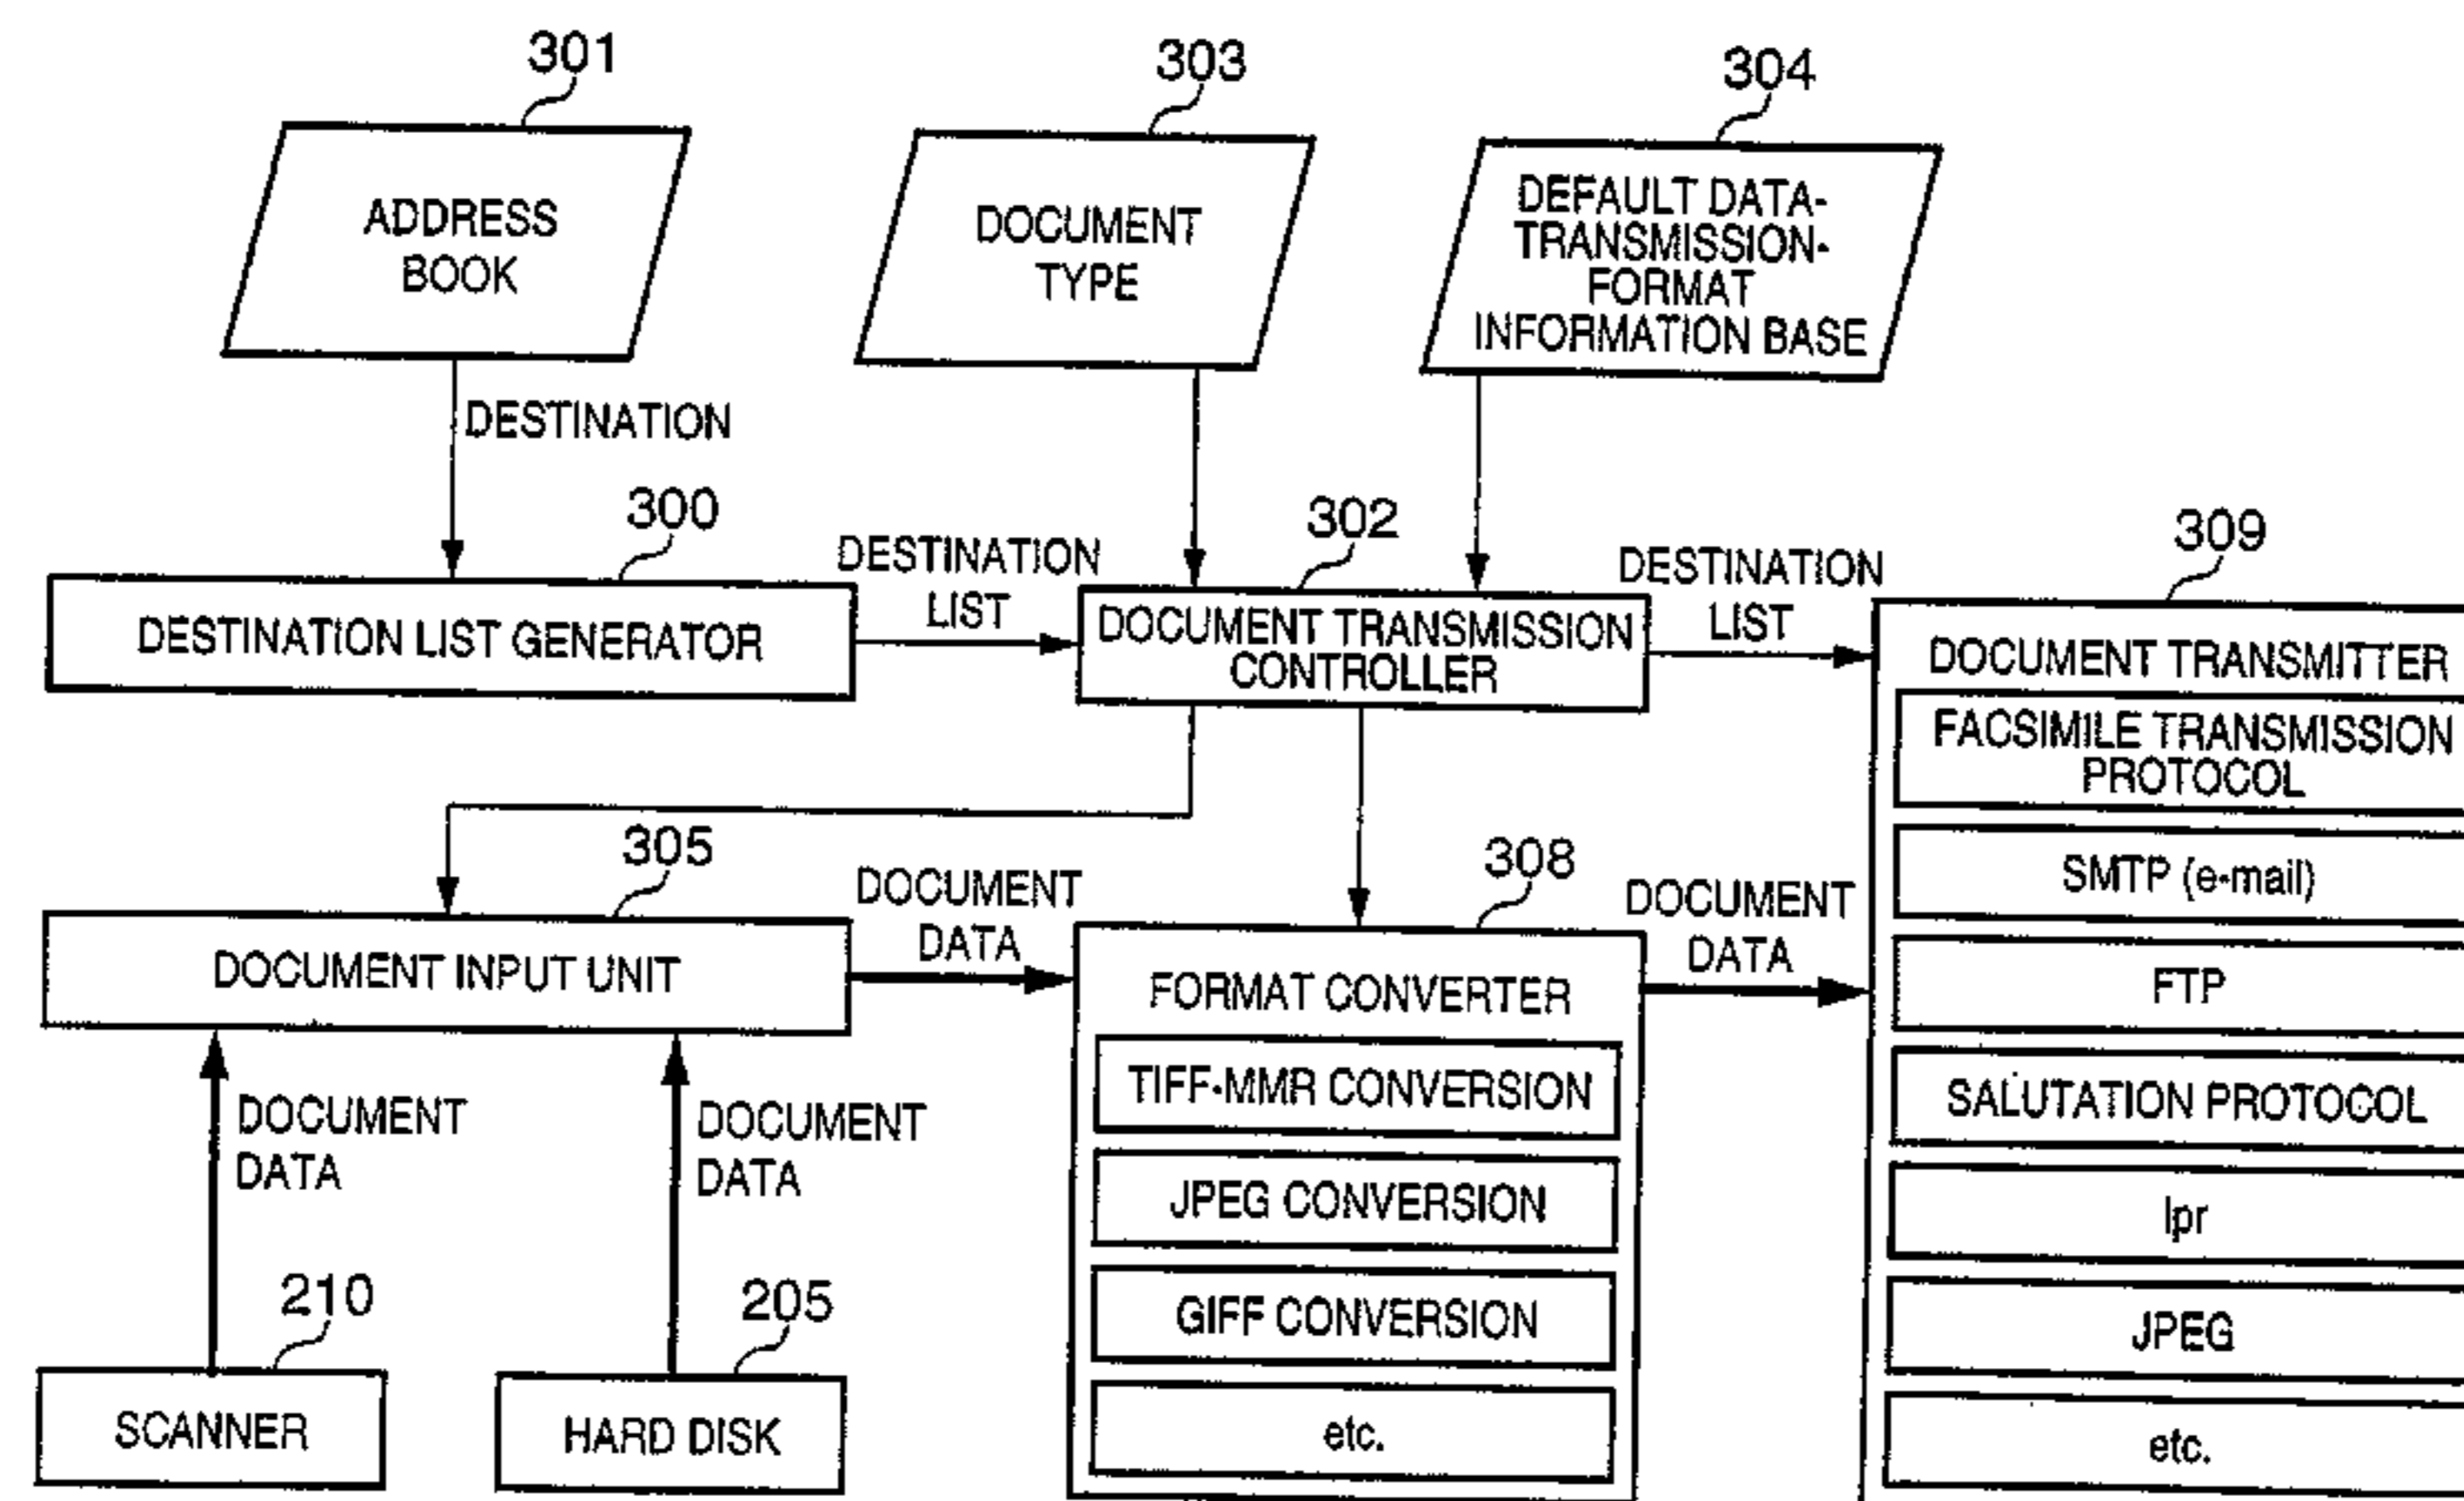 301
303
304
ADDRESS
BOOK
DOCUMENT
TYPE
DEFAULT DATA-
TRANSMISSION-
FORMAT
INFORMATION BASE
DESTINATION
300
DESTINATION LIST GENERATOR
DESTINATION
LIST
302
DOCUMENT TRANSMISSION
CONTROLLER
DESTINATION
LIST
309
DOCUMENT TRANSMITTER
FACSIMILE TRANSMISSION
PROTOCOL
SMTP (e-mail)
FTP
SALUTATION PROTOCOL
lpr
JPEG
etc.
305
DOCUMENT INPUT UNIT
DOCUMENT
DATA
308
FORMAT CONVERTER
TIFF-MMR CONVERSION
JPEG CONVERSION
GIFF CONVERSION
etc.
DOCUMENT
DATA
DOCUMENT
DATA
DOCUMENT
DATA
210
SCANNER
205
HARD DISK